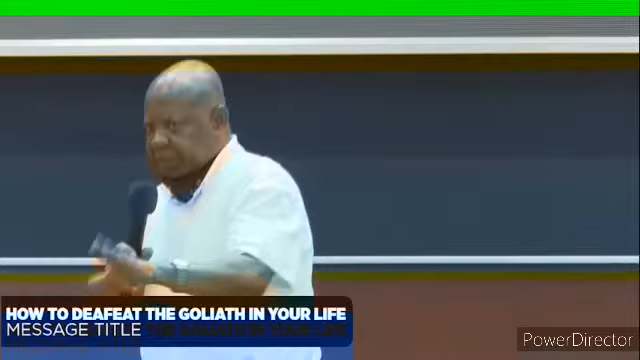 HOW TO DEAFEAT THE GOLIATH IN YOUR LIFE
MESSAGE TITLE
PowerDirector